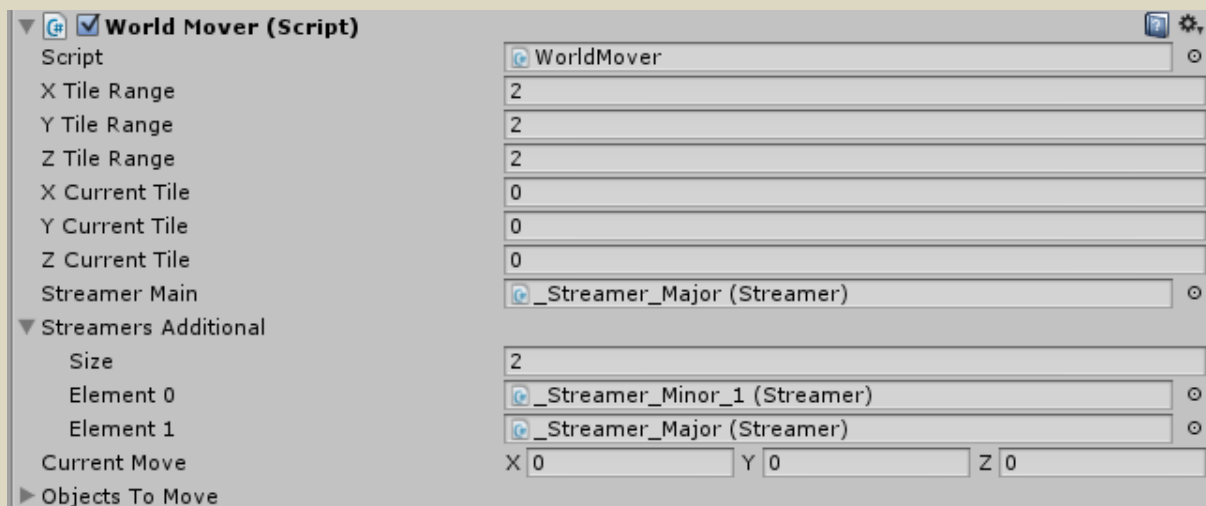 World Mover (Script)
Script WorldMover
X Tile Range 2
Y Tile Range 2
Z Tile Range 2
X Current Tile 0
Y Current Tile 0
Z Current Tile 0
Streamer Main _Streamer_Major (Streamer)
Streamers Additional
Size 2
Element 0 _Streamer_Minor_1 (Streamer)
Element 1 _Streamer_Major (Streamer)
Current Move X 0 Y 0 Z 0
Objects To Move